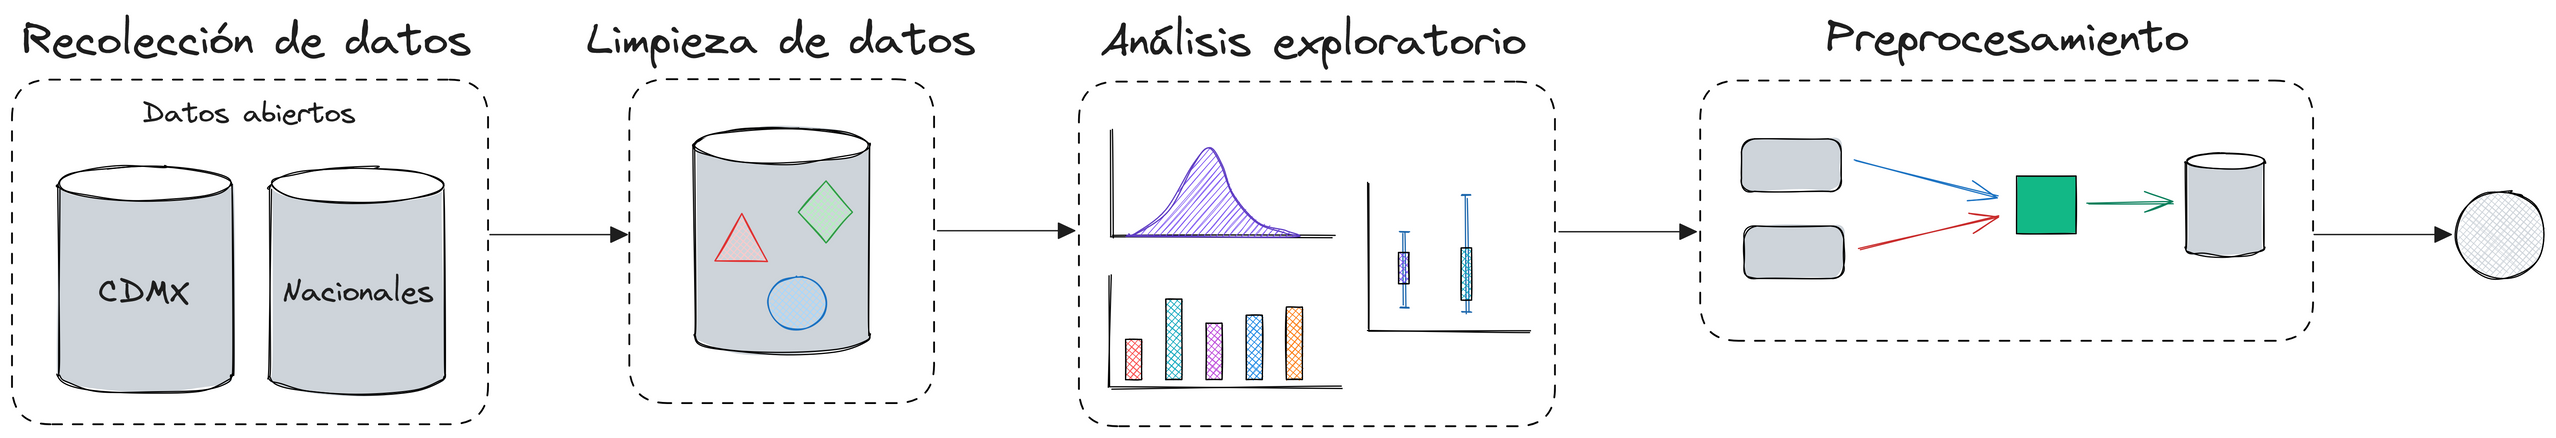 Recolección de datos
Limpieza de datos
Análisis exploratorio
Preprocesamiento
Datos abiertos
CDMX
Nacionales